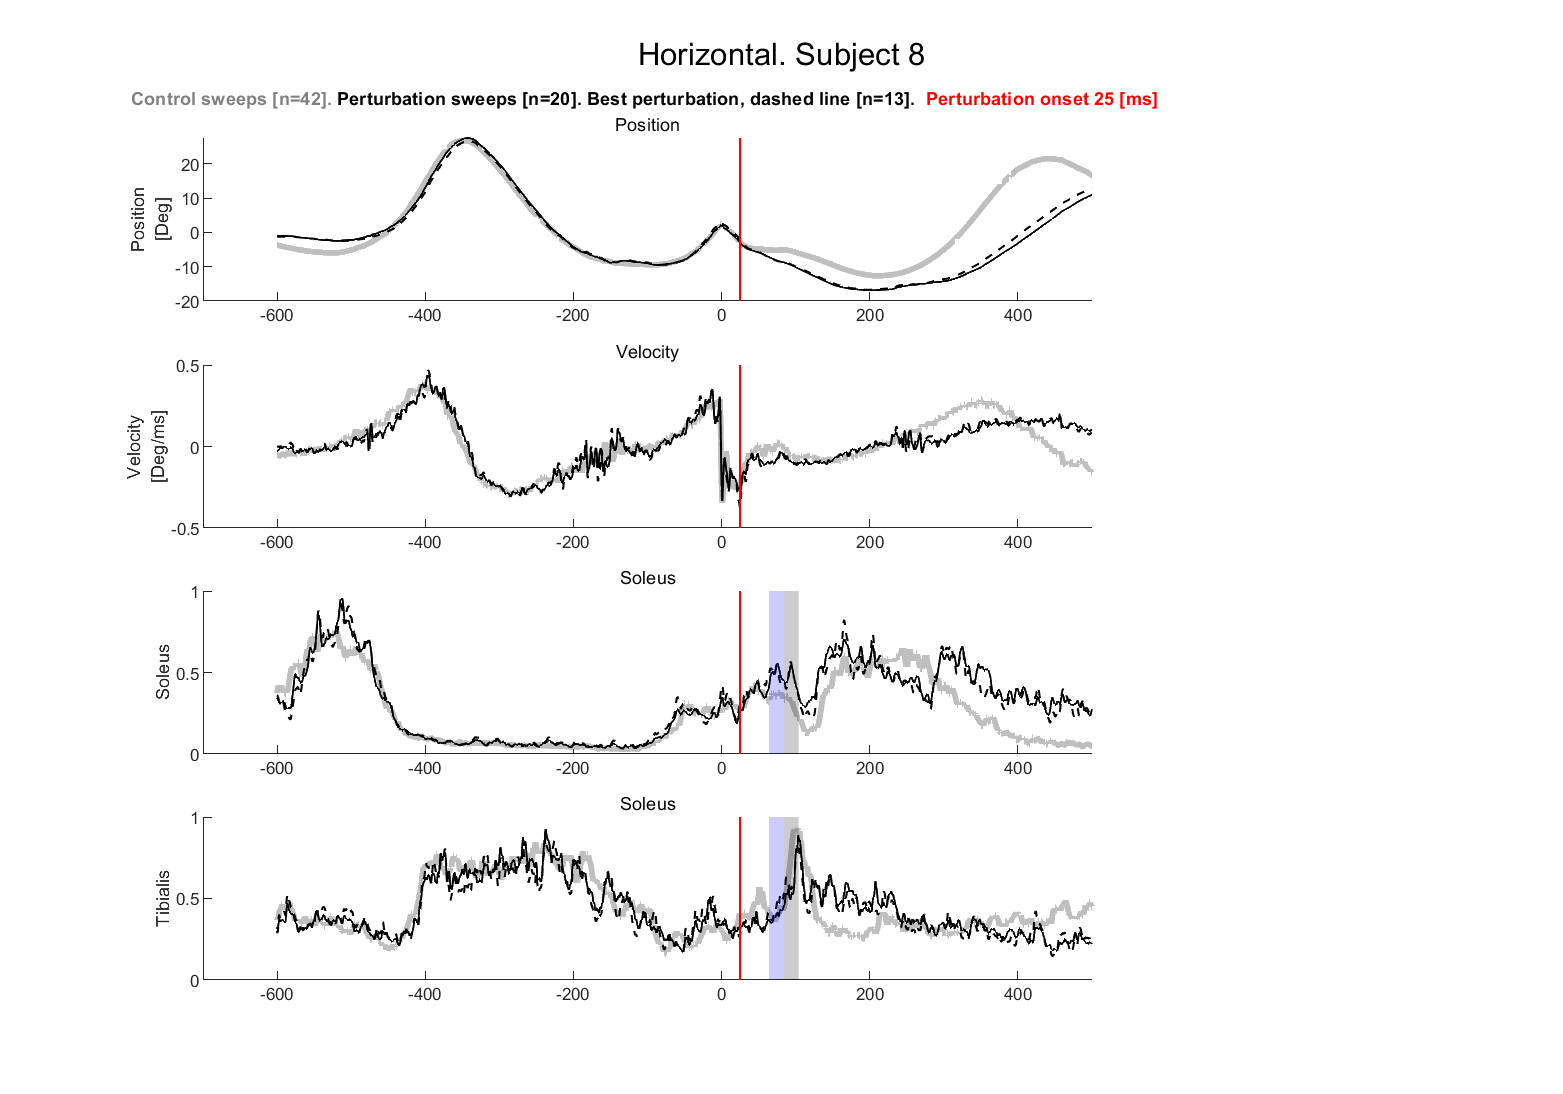 Horizontal. Subject 8
Control sweeps [n=42]. Perturbation sweeps [n=20]. Best perturbation, dashed line [n=13]. Perturbation onset 25 [ms]
Position
Position
[Deg]
20
10
0
-10
-20
-600 -400 -200 0 200 400
Velocity
Velocity
[Deg/ms]
0.5
0
-0.5
-600 -400 -200 0 200 400
Soleus
Soleus
1
0.5
0
-600 -400 -200 0 200 400
Soleus
Tibialis
1
0.5
0
-600 -400 -200 0 200 400